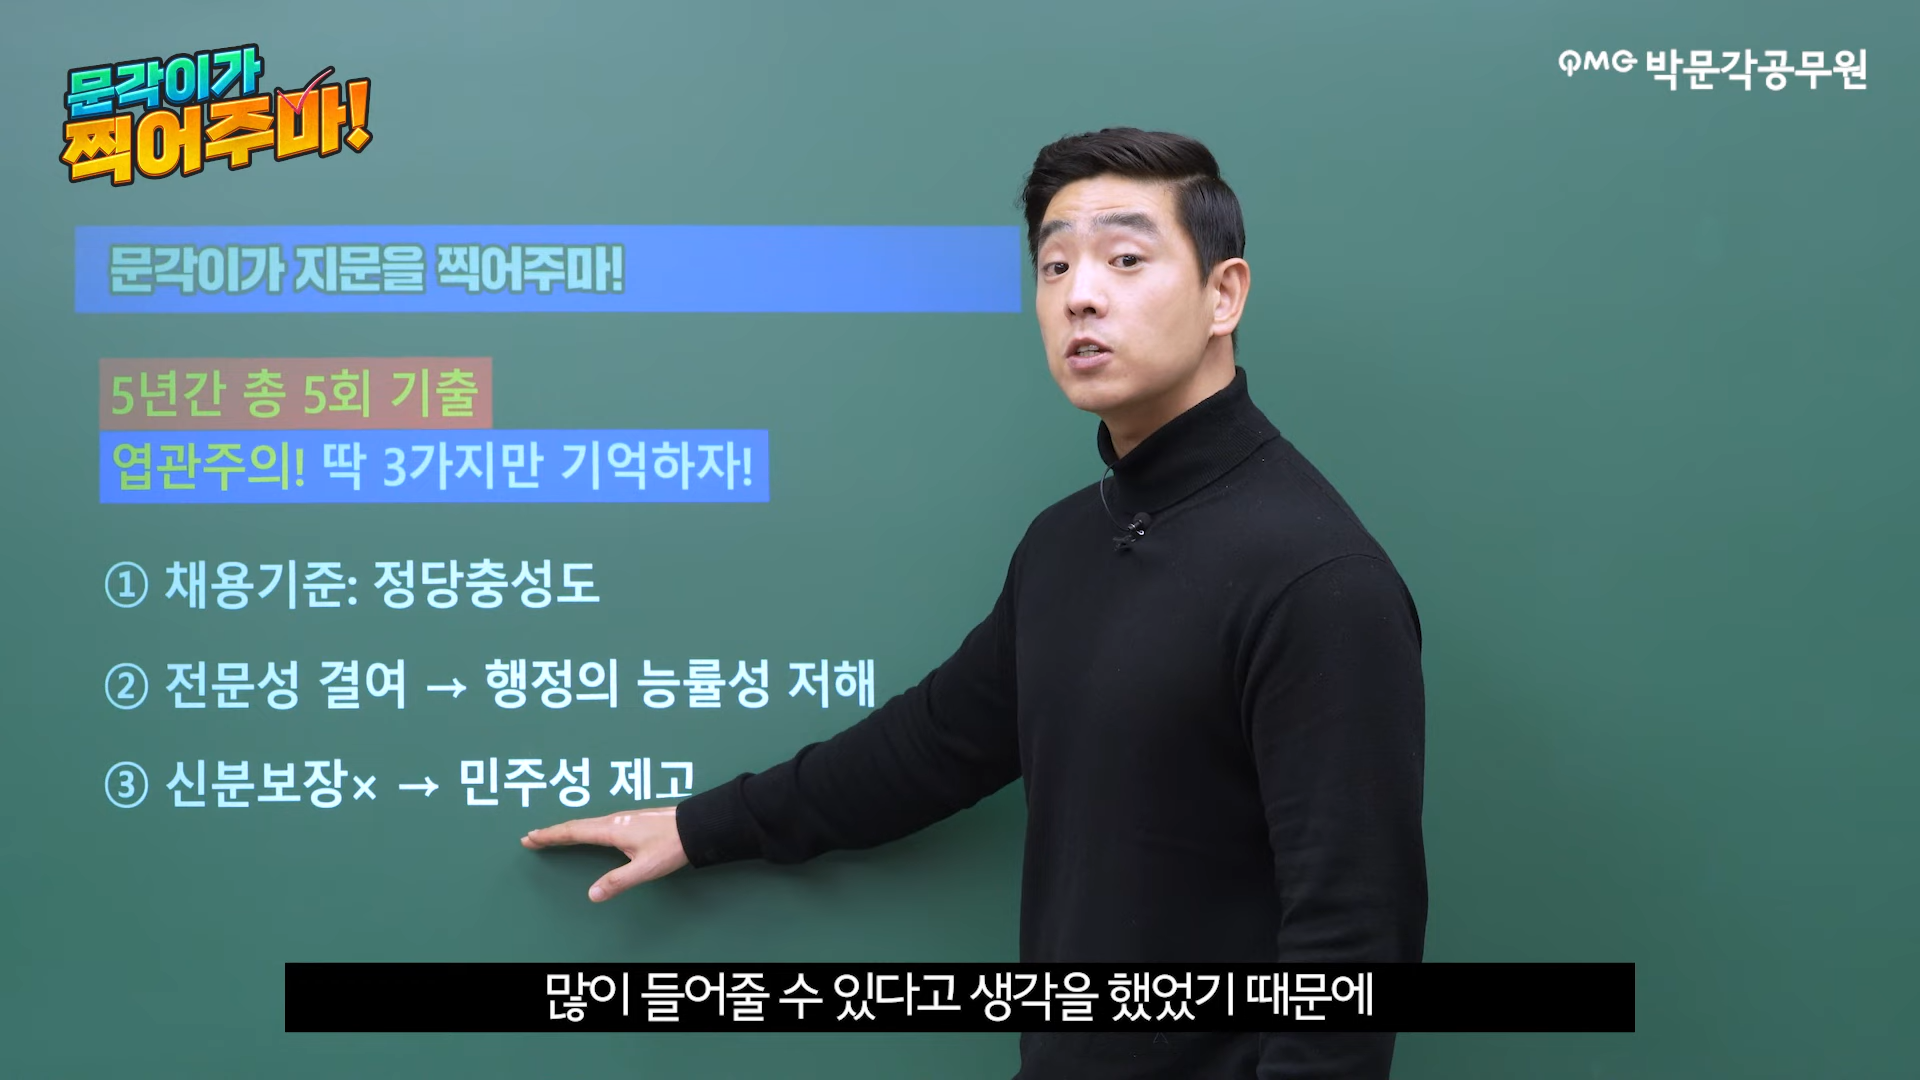 문각이가
찍어주마!
PMG 박문각공무원
문각이가 지문을 찍어주마!
5년간 총 5회 기출
엽관주의! 딱 3가지만 기억하자!
① 채용기준: 정당충성도
② 전문성 결여 → 행정의 능률성 저해
③ 신분보장× → 민주성 제고
많이 들어줄 수 있다고 생각을 했었기 때문에